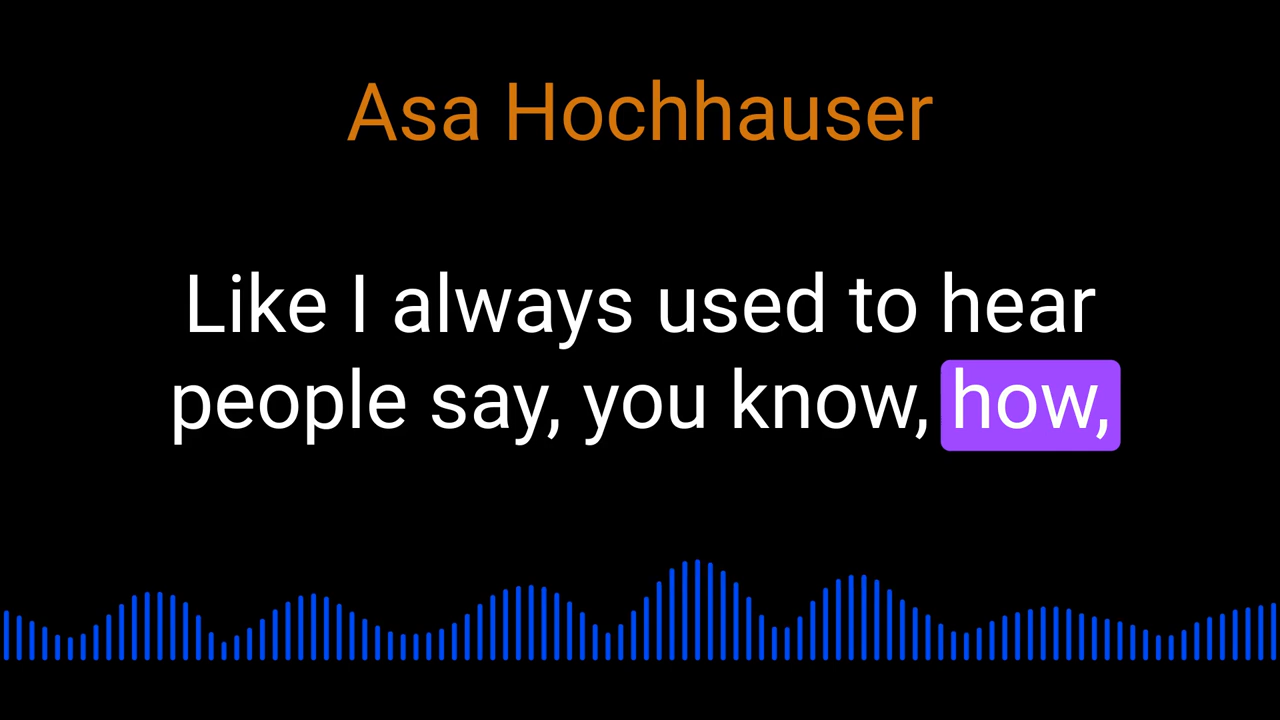 Asa Hochhauser
Like I always used to hear
people say, you know, how,